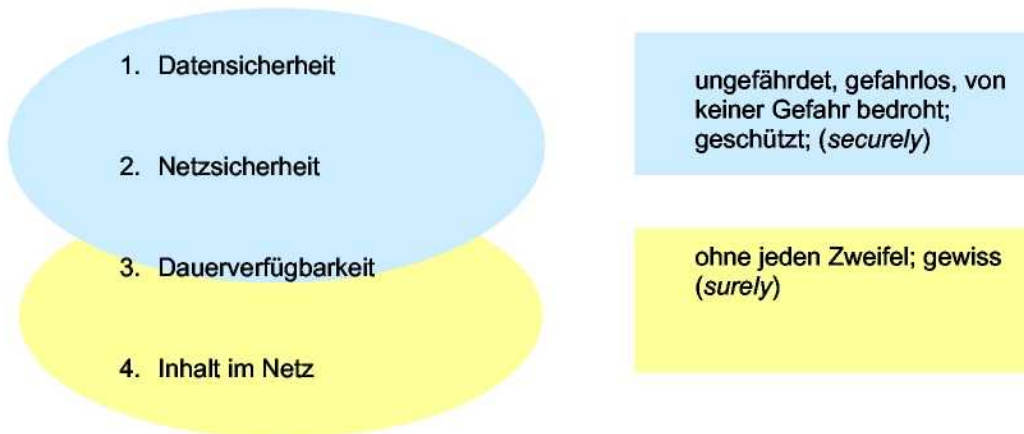 1. Datensicherheit
2. Netzsicherheit
3. Dauerverfügbarkeit
4. Inhalt im Netz
ungefährdet, gefahrlos, von
keiner Gefahr bedroht;
geschützt; (securely)
ohne jeden Zweifel; gewiss
(surely)